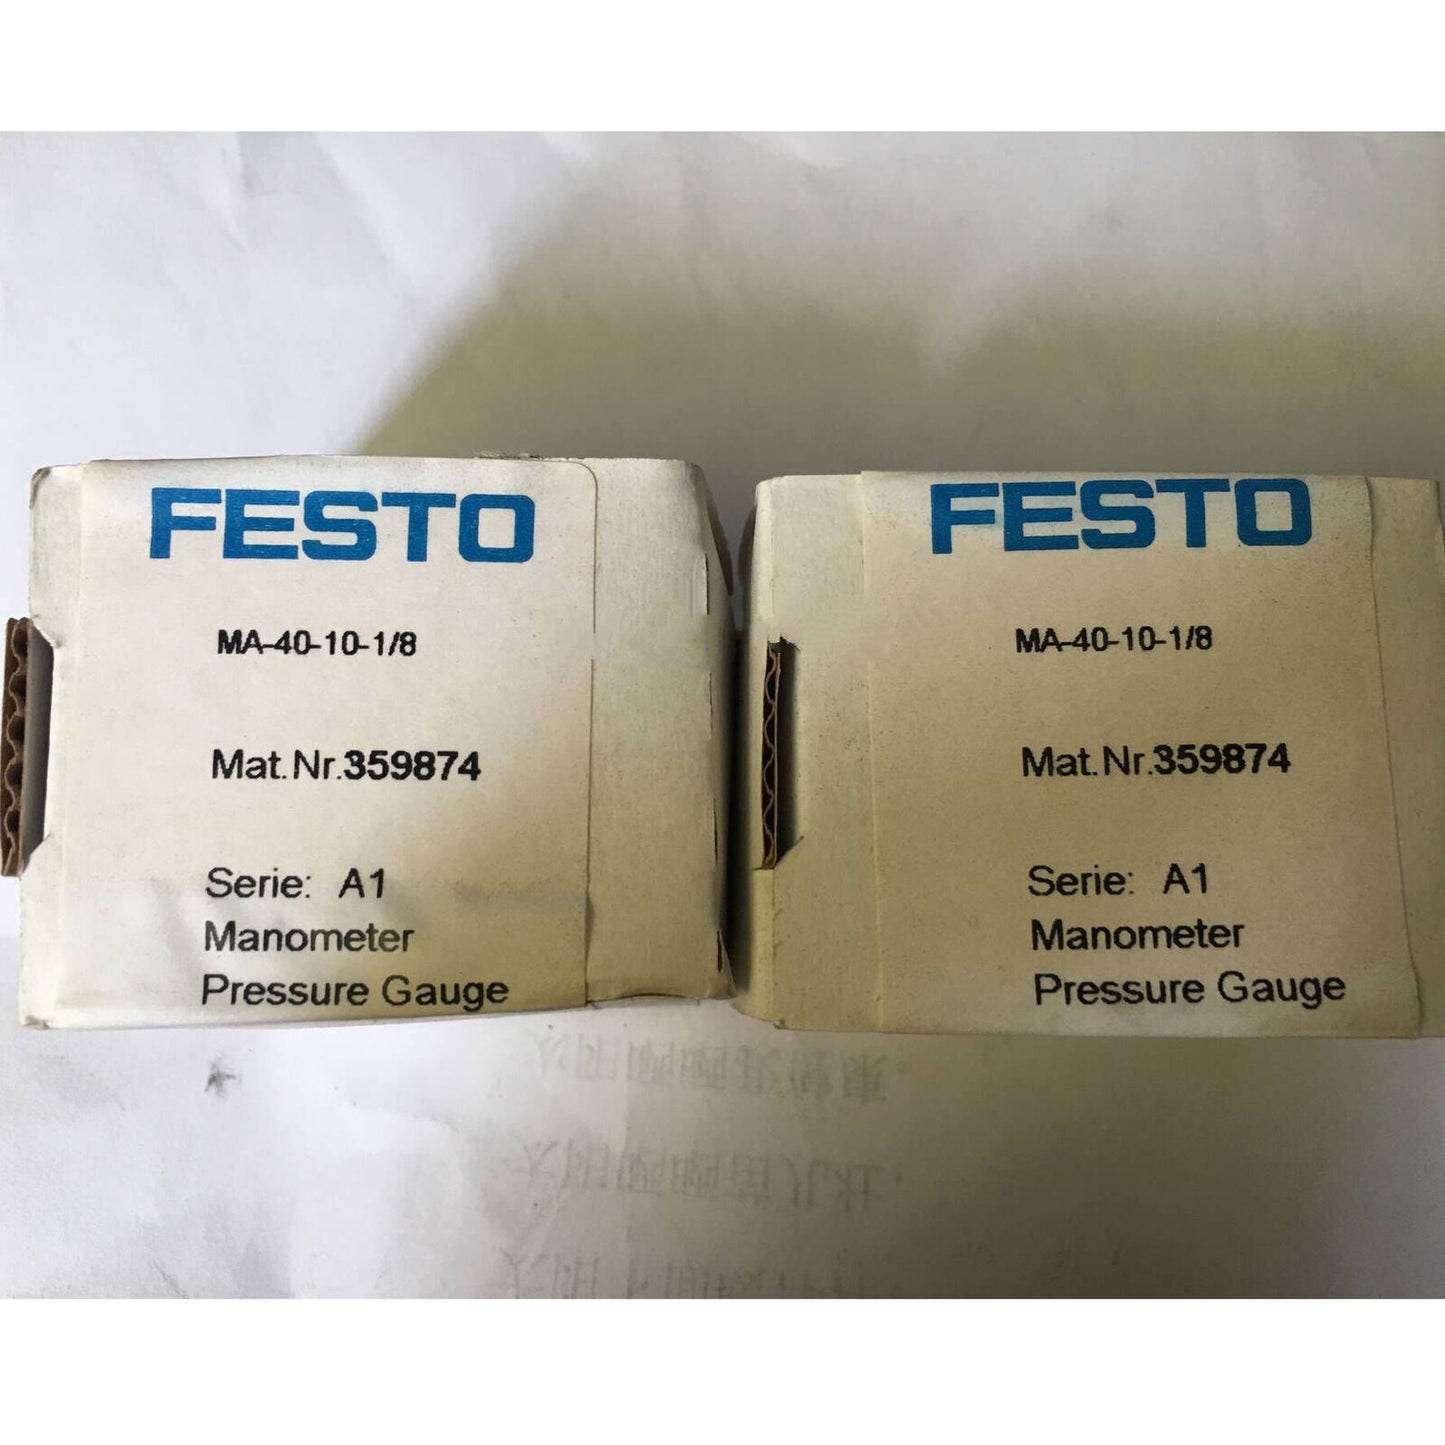 FESTO
MA-40-10-1/8
Mat.Nr.359874
Serie: A1
Manometer
Pressure Gauge
FESTO
MA-40-10-1/8
Mat.Nr.359874
Serie: A1
Manometer
Pressure Gauge